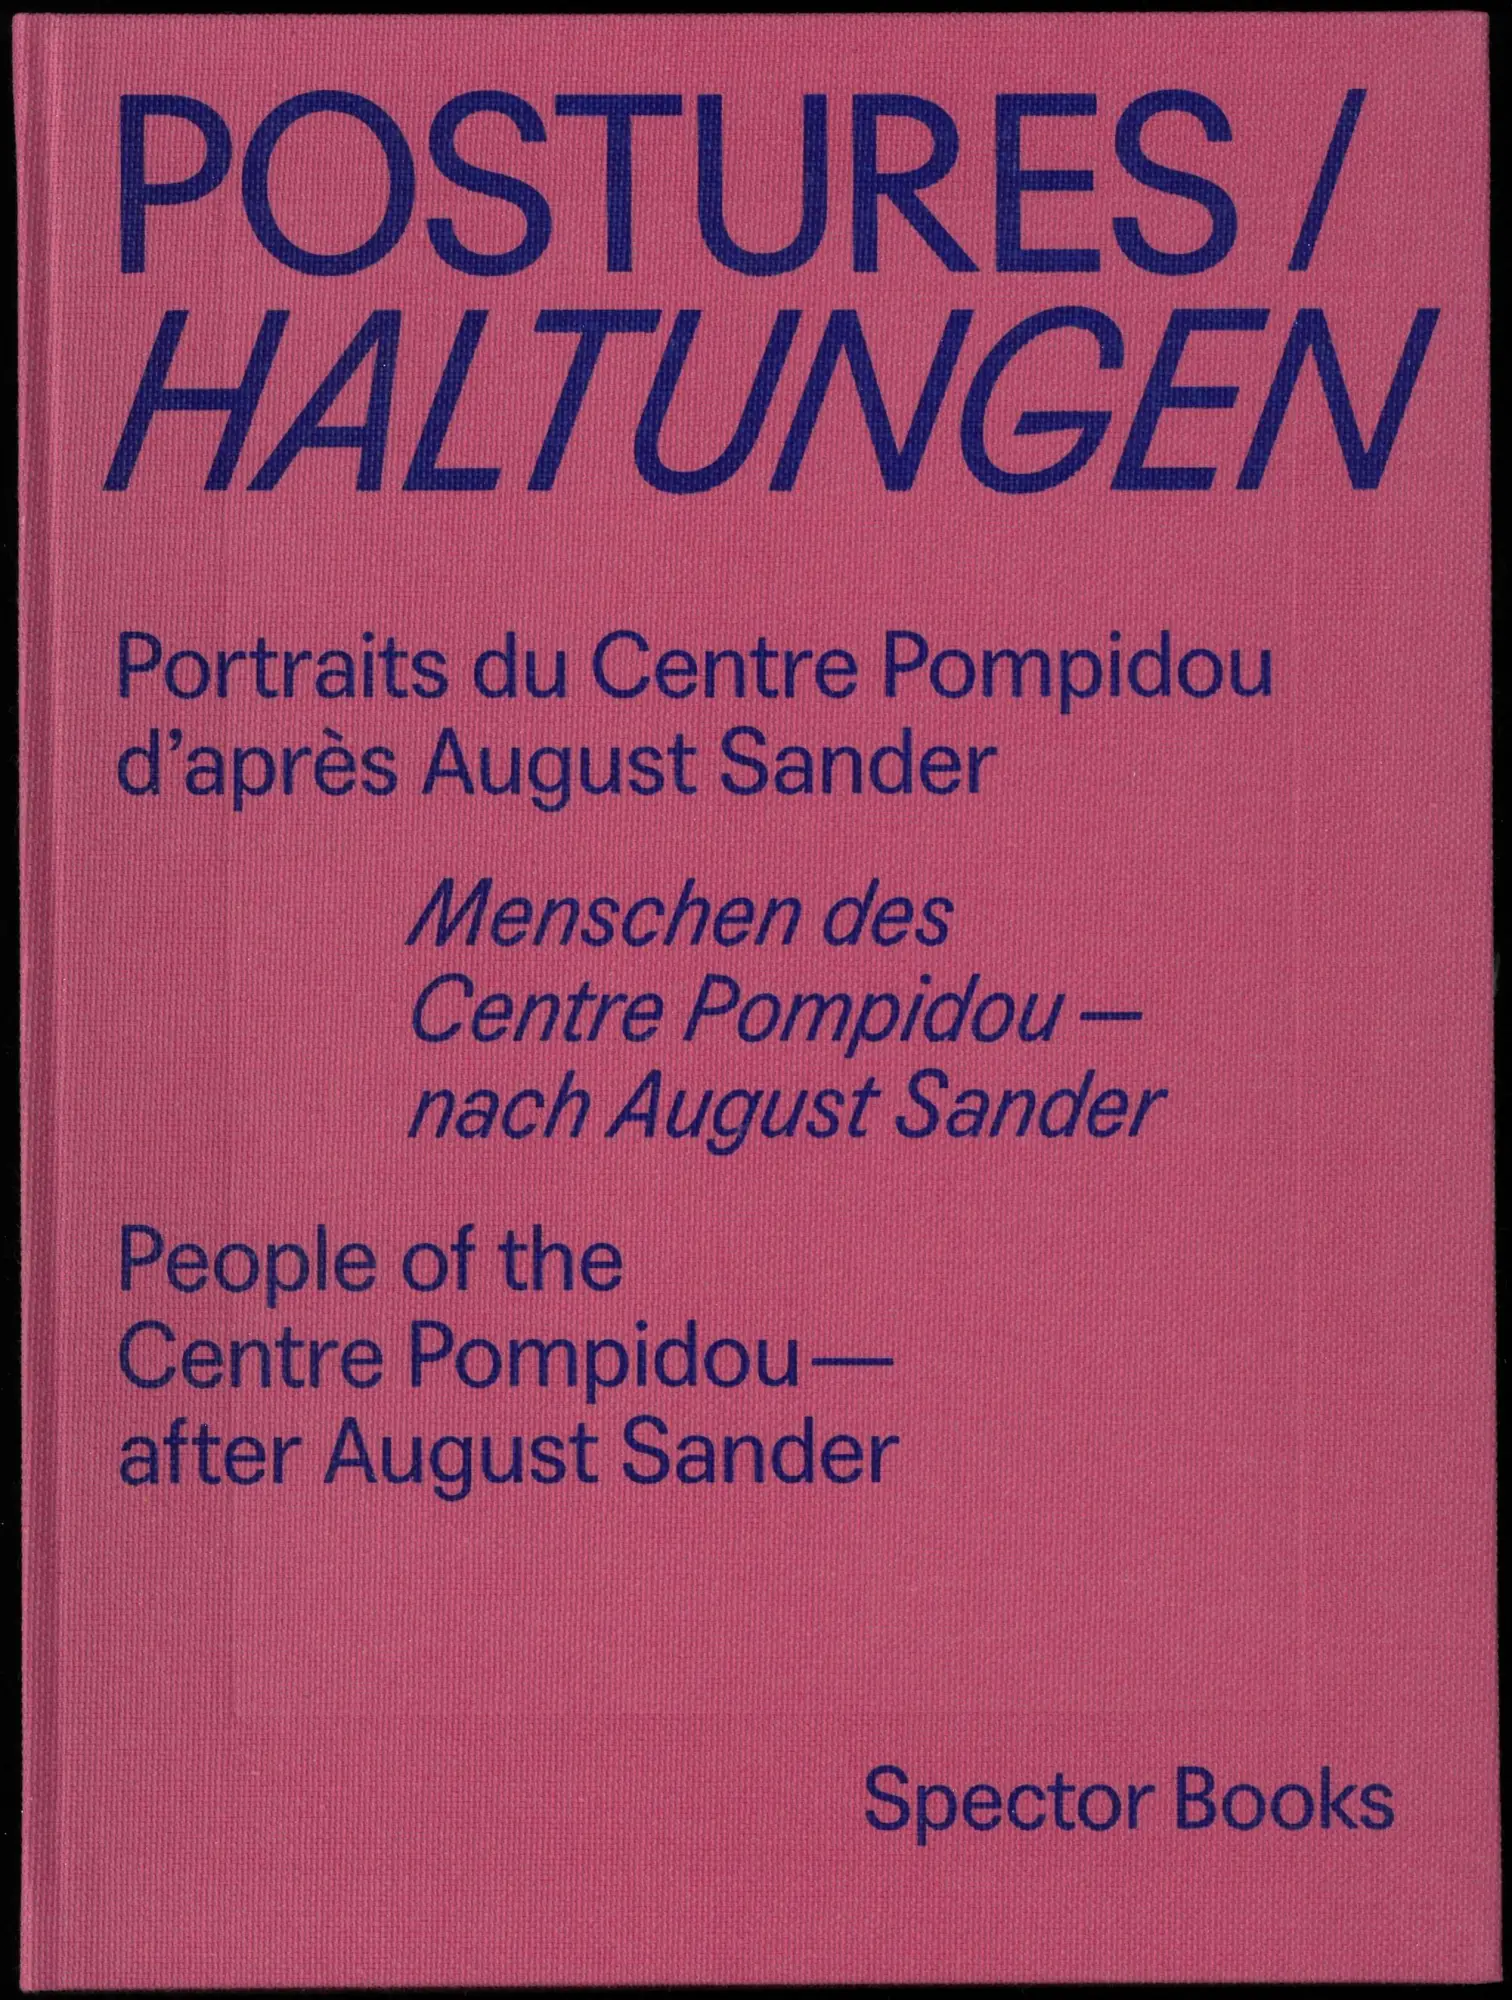 POSTURES /
HALTUNGEN
Portraits du Centre Pompidou
d’après August Sander
Menschen des
Centre Pompidou —
nach August Sander
People of the
Centre Pompidou—
after August Sander
Spector Books